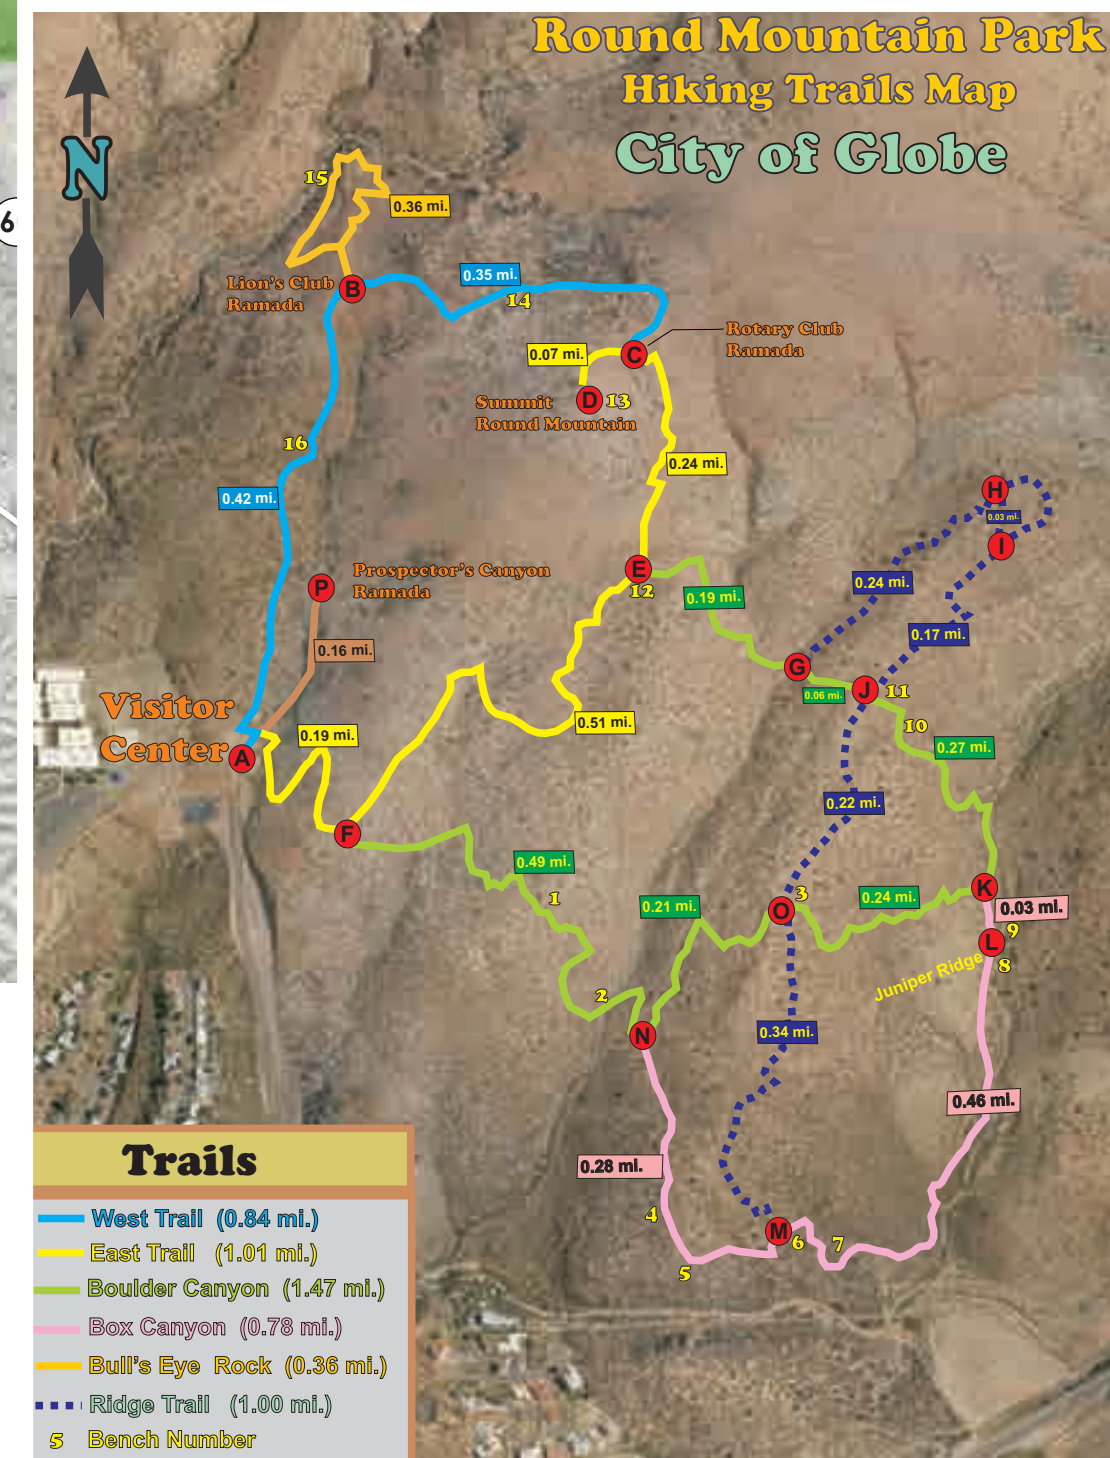 Round Mountain Park
Hiking Trails Map
City of Globe
N
6
15
0.36 mi.
Lion's Club
Ramada
B
0.35 mi.
14
Rotary Club
Ramada
C
0.07 mi.
D
13
Summit
Round Mountain
16
0.24 mi.
0.42 mi.
H
0.03 mi.
I
P
Prospector's Canyon
Ramada
E
12
0.19 mi.
0.24 mi.
0.17 mi.
0.16 mi.
G
0.06 mi.
J
11
10
Visitor
Center
A
0.19 mi.
0.51 mi.
0.27 mi.
0.22 mi.
F
0.49 mi.
1
0.21 mi.
O
3
0.24 mi.
K
0.03 mi.
9
L
8
Juniper Ridge
2
N
0.34 mi.
0.46 mi.
0.28 mi.
4
5
M
6
7
Trails
West Trail (0.84 mi.)
East Trail (1.01 mi.)
Boulder Canyon (1.47 mi.)
Box Canyon (0.78 mi.)
Bull's Eye Rock (0.36 mi.)
Ridge Trail (1.00 mi.)
5 Bench Number